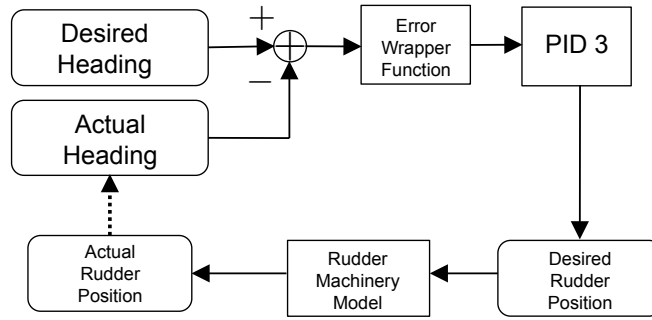 +
Desired
Heading
Error
Wrapper
Function
PID 3
−
Actual
Heading
Actual
Rudder
Position
Rudder
Machinery
Model
Desired
Rudder
Position